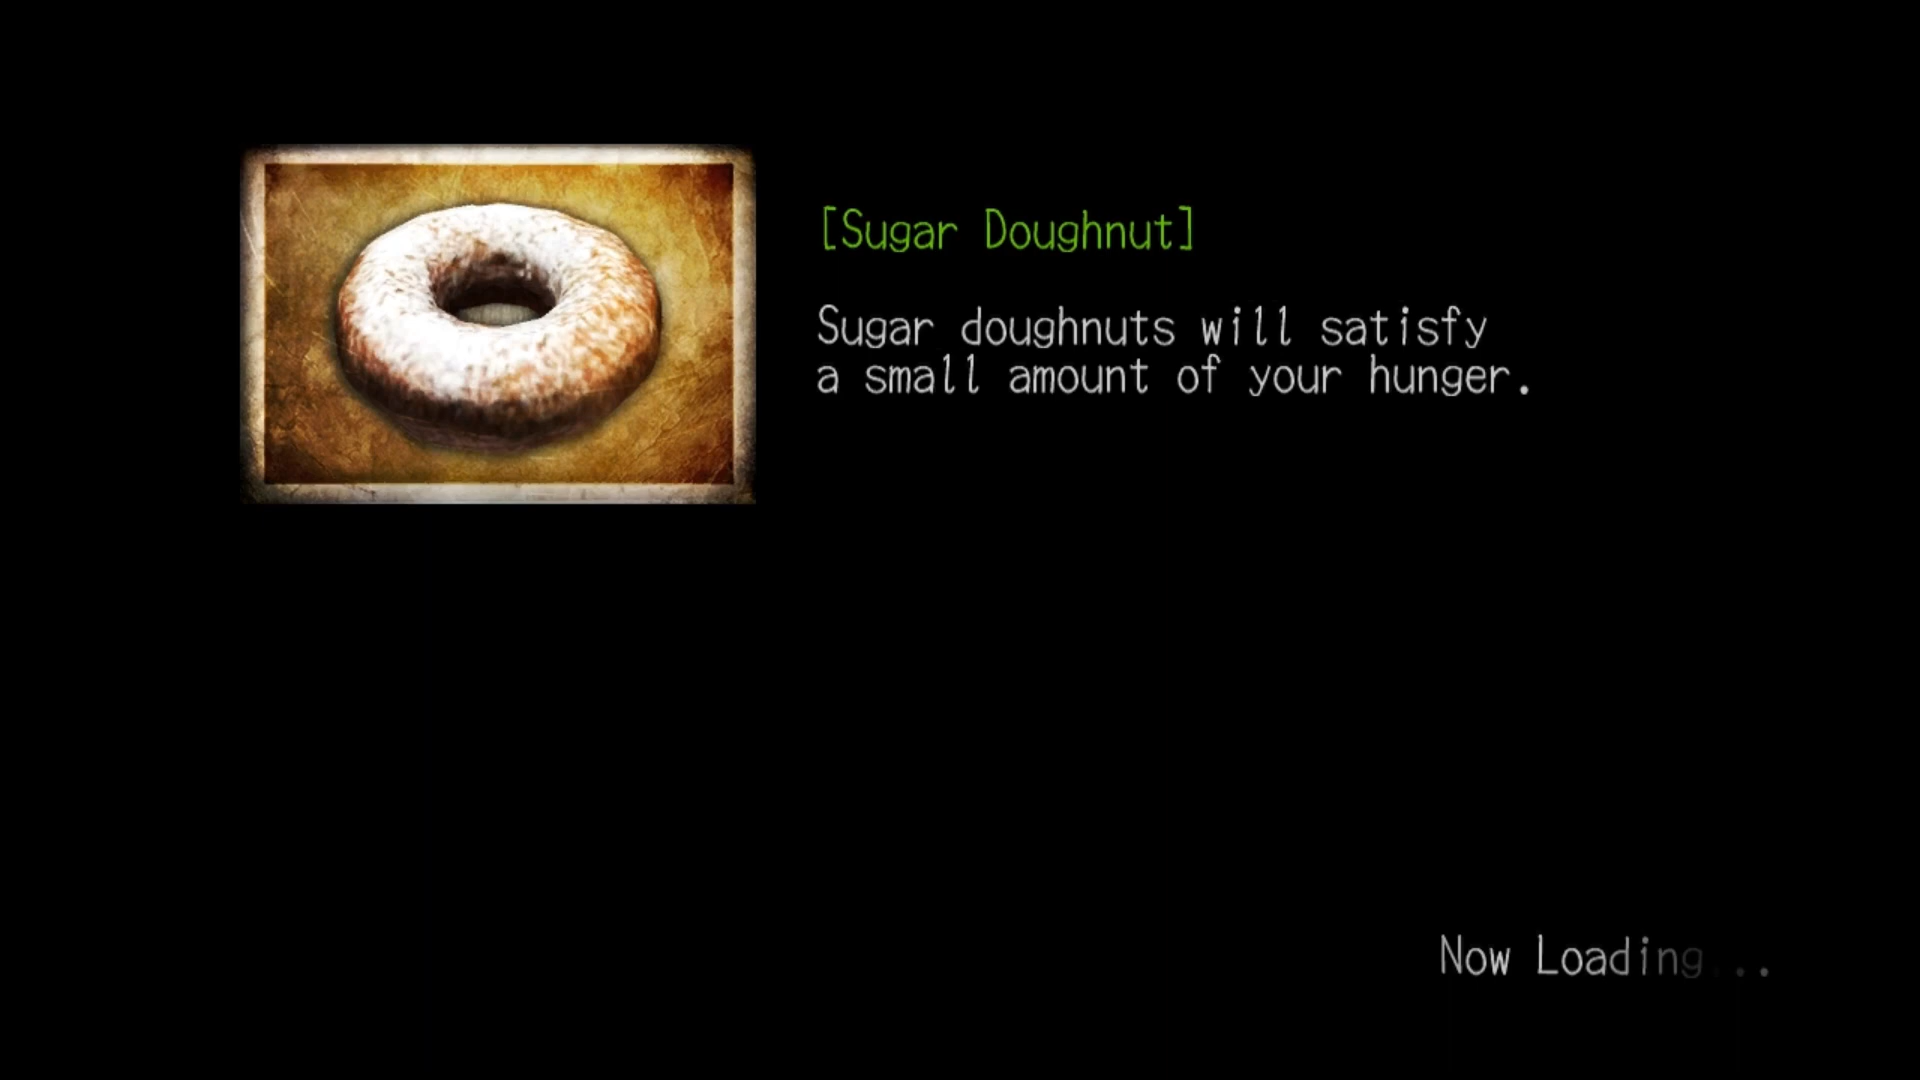 [Sugar Doughnut]
Sugar doughnuts will satisfy
a small amount of your hunger.
Now Loading...